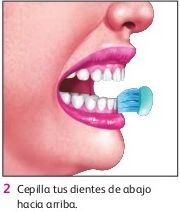 2 Cepilla tus dientes de abajo
hacia arriba.